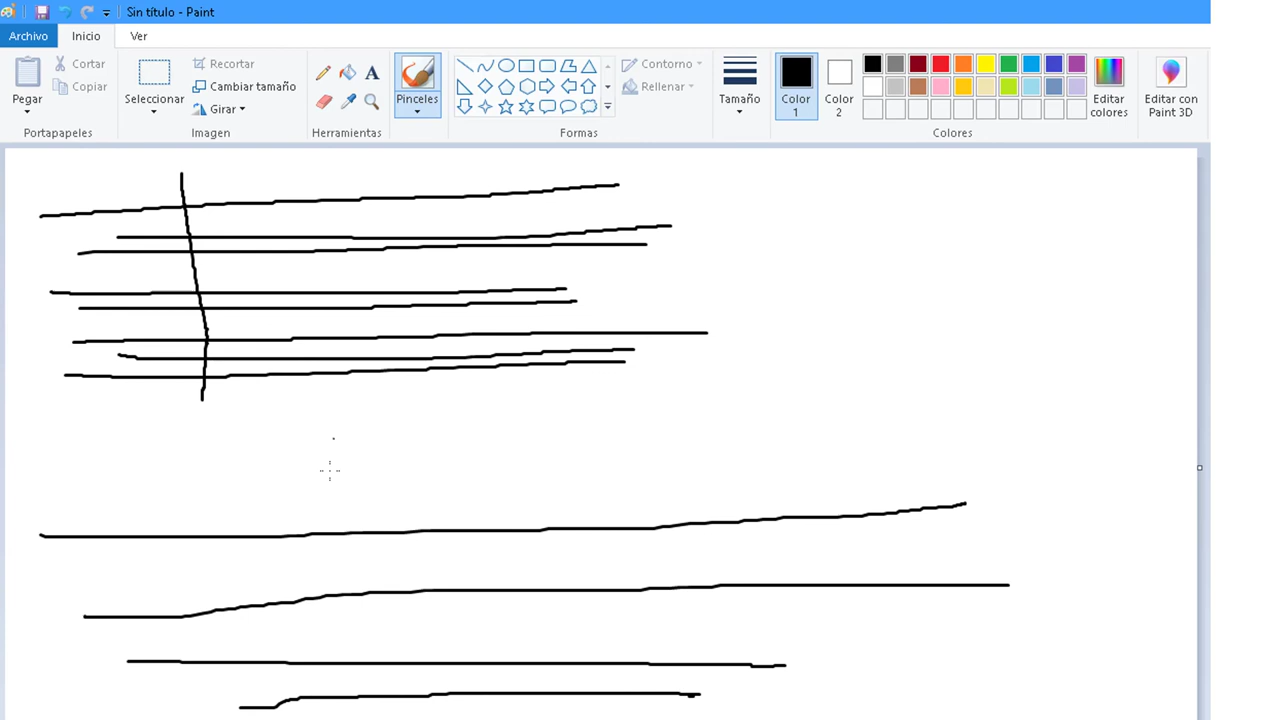 Sin título - Paint
Archivo Inicio Ver
Pegar
Cortar
Copiar
Portapapeles
Seleccionar
Recortar
Cambiar tamaño
Girar
Imagen
A
Herramientas
Pinceles
Contorno
Rellenar
Formas
Tamaño
Color 1
Color 2
Editar colores
Colores
Editar con Paint 3D